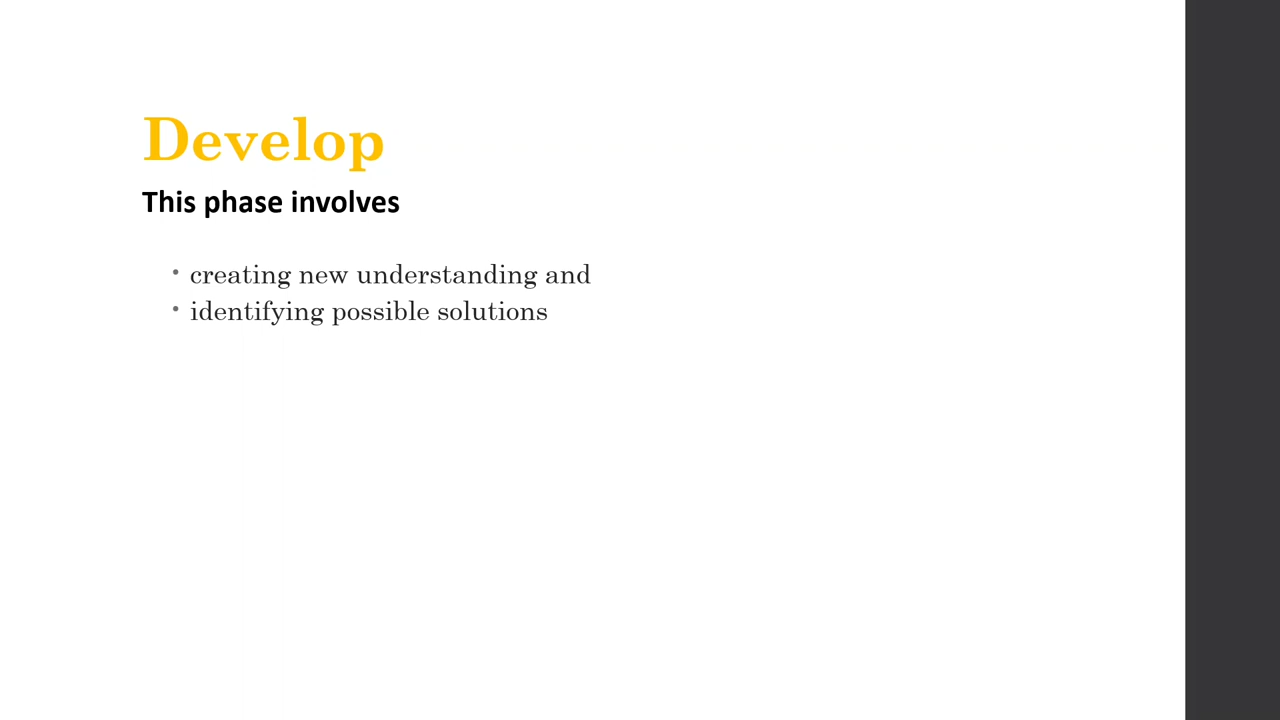 Develop
This phase involves
• creating new understanding and
• identifying possible solutions